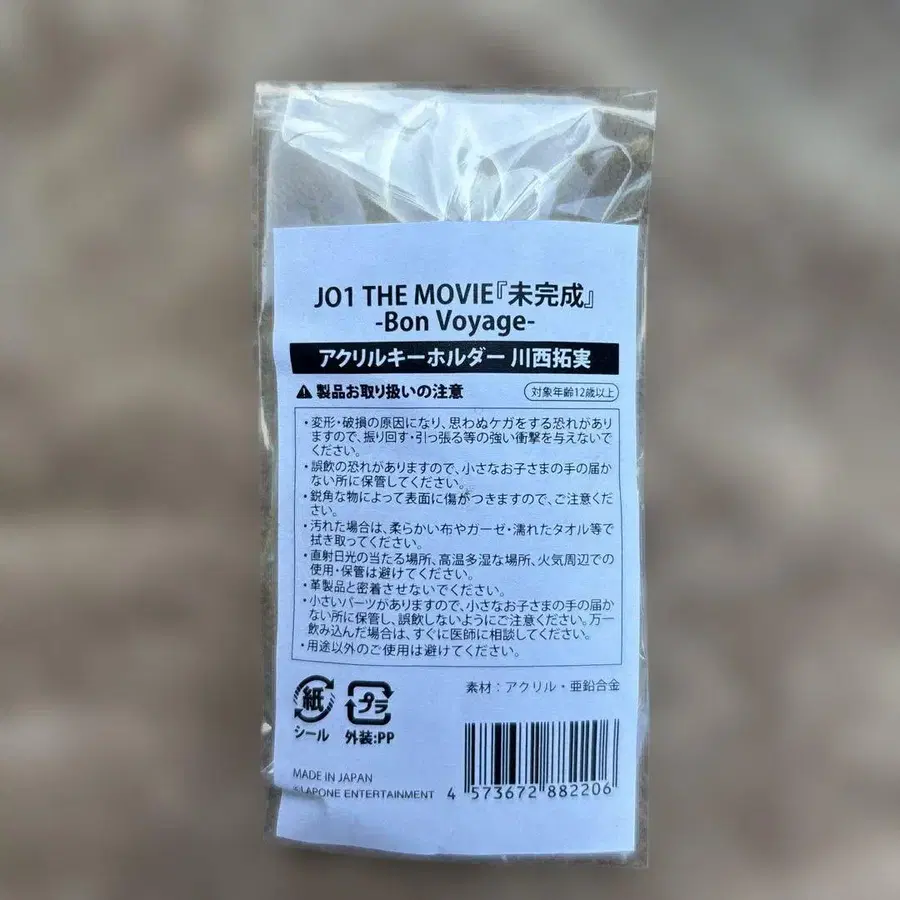 JO1 THE MOVIE『未完成』
-Bon Voyage-
アクリルキーホルダー 川西拓実
製品お取り扱いの注意
対象年齢12歳以上
・変形・破損の原因になり、思わぬケガをする恐れがあり
ますので、振り回す・引っ張る等の強い衝撃を与えないで
ください。
・誤飲の恐れがありますので、小さなお子さまの手の届か
ない所に保管してください。
・鋭角な物によって表面に傷がつきますので、ご注意くだ
さい。
・汚れた場合は、柔らかい布やガーゼ・濡れたタオル等で
拭き取ってください。
・直射日光の当たる場所、高温多湿な場所、火気周辺での
使用・保管は避けてください。
・革製品と密着させないでください。
・小さいパーツがありますので、小さなお子さまの手の届か
ない所に保管し、誤飲しないようにご注意ください。万一
飲み込んだ場合は、すぐに医師に相談してください。
・用途以外のご使用は避けてください。
素材：アクリル・亜鉛合金
紙
シール
プラ
外装:PP
MADE IN JAPAN
©LAPONE ENTERTAINMENT
4 573672 882206